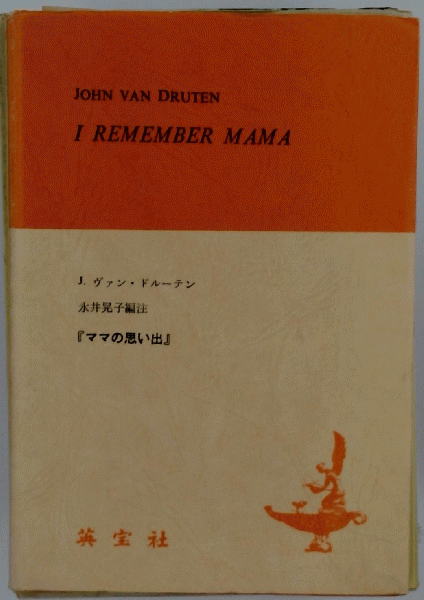 JOHN VAN DRUTEN
I REMEMBER MAMA
J. ヴァン・ドルーテン
永井晃子編注
『ママの思い出』
英宝社